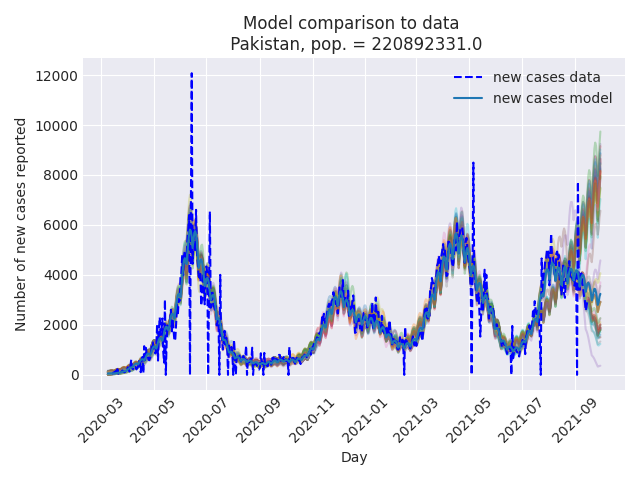 Model comparison to data
Pakistan, pop. = 220892331.0
new cases data
new cases model
Number of new cases reported
12000
10000
8000
6000
4000
2000
0
2020-03
2020-05
2020-07
2020-09
2020-11
2021-01
2021-03
2021-05
2021-07
2021-09
Day